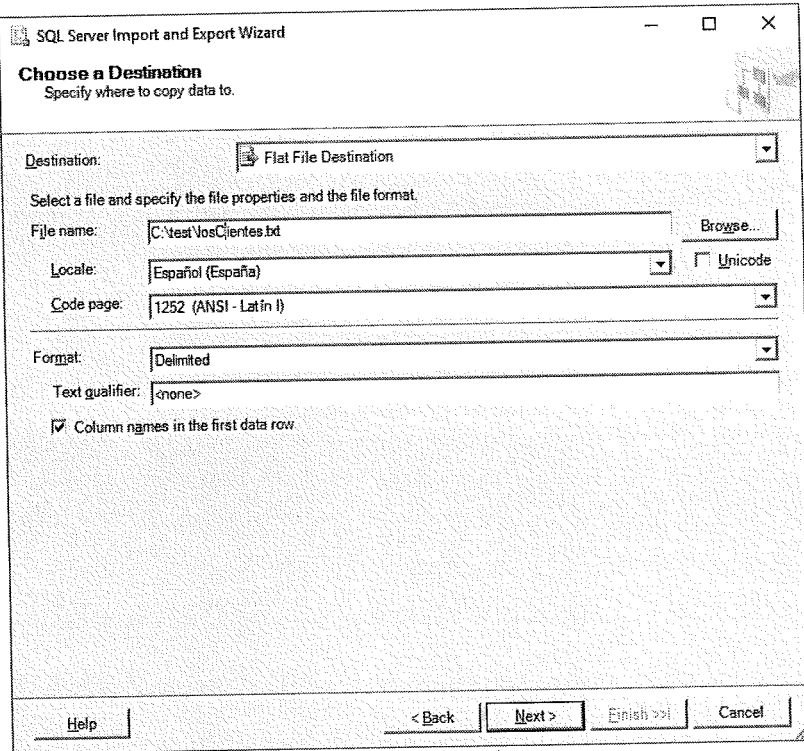 SQL Server Import and Export Wizard
Choose a Destination
Specify where to copy data to.
Destination: Flat File Destination
Select a file and specify the file properties and the file format.
File name: C:\test\losClientes.txt Browse...
Locale: Español (España) Unicode
Code page: 1252 (ANSI - Latin I)
Format: Delimited
Text qualifier: <none>
Column names in the first data row
Help < Back Next > Finish >>| Cancel